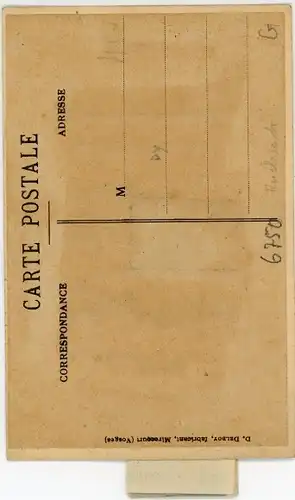 CARTE POSTALE
CORRESPONDANCE
ADRESSE
M
6750
D. DELBOY, fabricant, Mirecourt (Vosges)